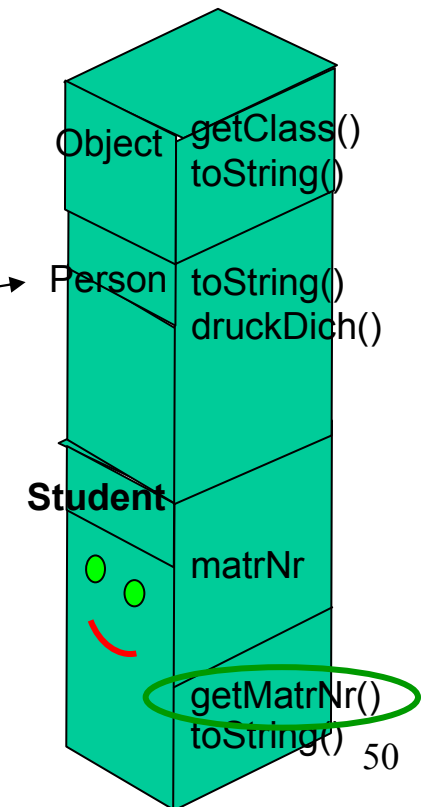 Object
getClass()
toString()
Person
toString()
druckDich()
Student
matrNr
getMatrNr()
toString()
50